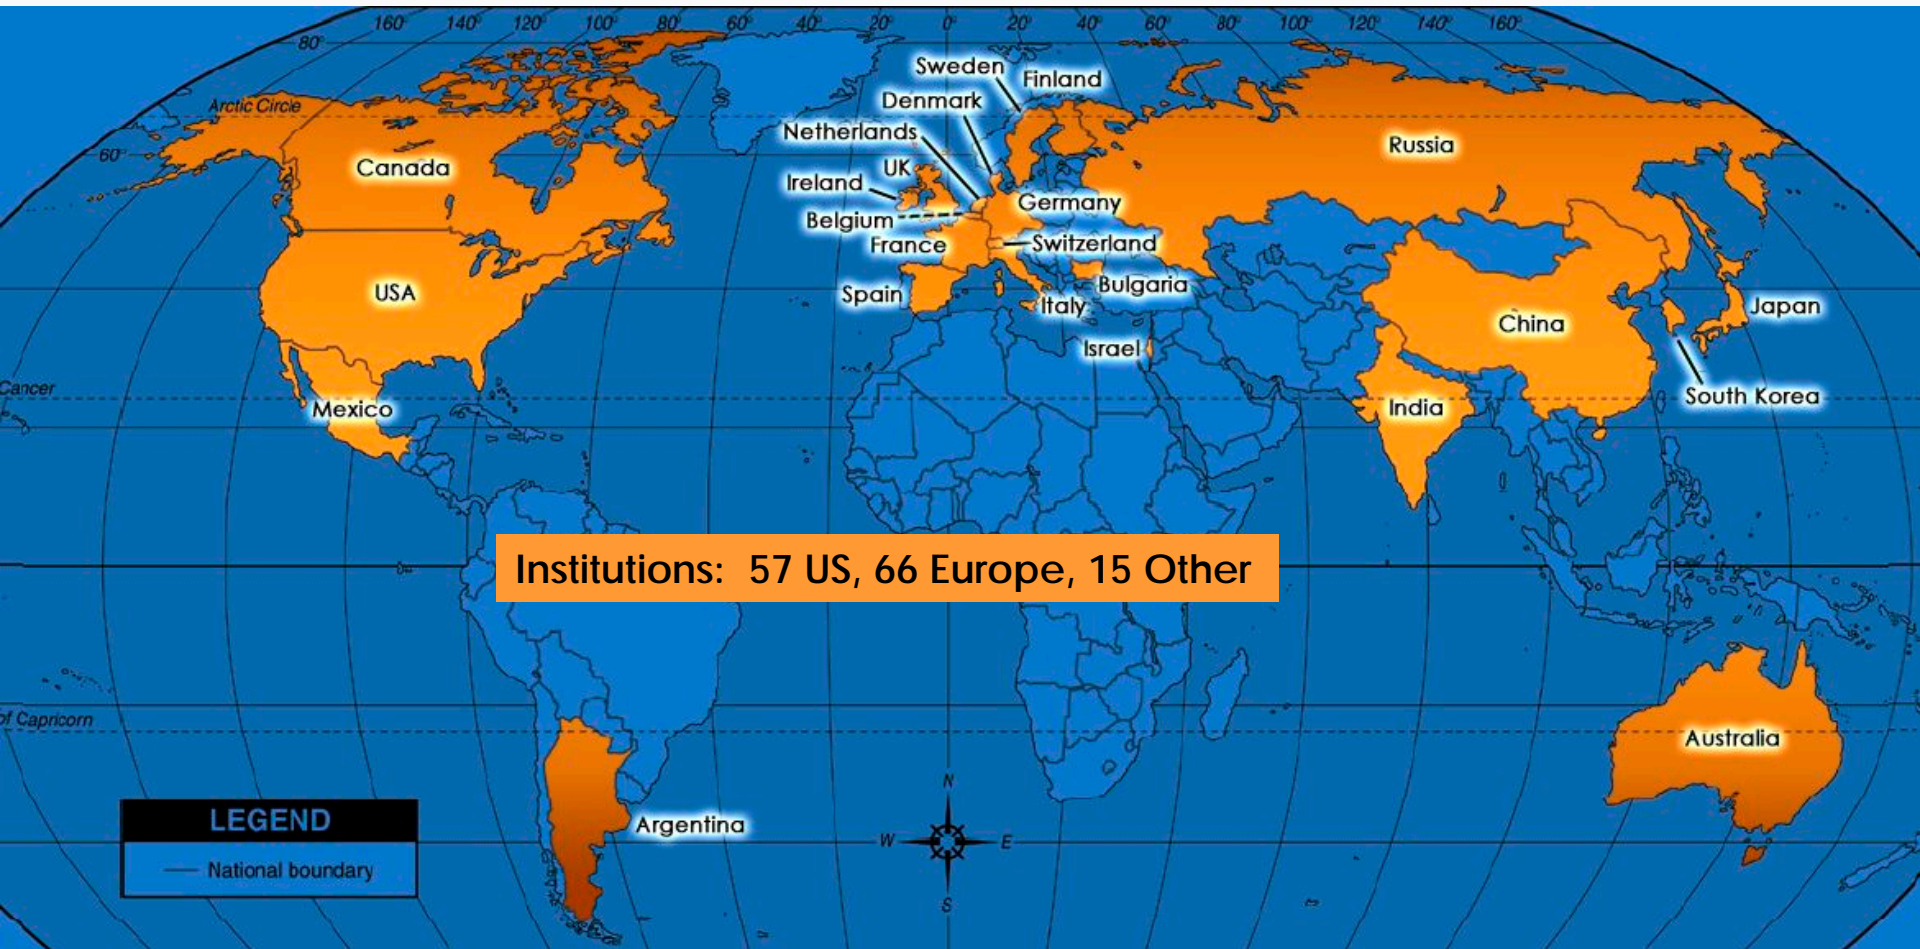 160° 140° 120° 100° 80° 60° 40° 20° 0° 20° 40° 60° 80° 100° 120° 140° 160°
80°
Sweden
Finland
Denmark
Arctic Circle
Netherlands
Russia
60°
Canada
UK
Ireland
Germany
Belgium
France
Switzerland
USA
Spain
Bulgaria
Italy
Japan
China
Israel
Cancer
South Korea
Mexico
India
Institutions: 57 US, 66 Europe, 15 Other
of Capricorn
Australia
N
LEGEND
Argentina
W
E
National boundary
S